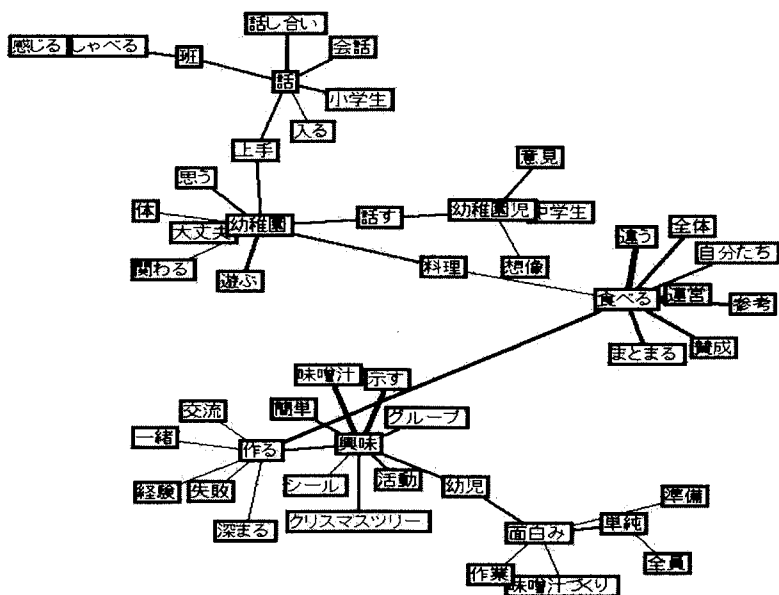 話し合い
感じる
しゃべる
班
会話
話
小学生
入る
上手
思う
意見
体
幼稚園
話す
幼稚園児
中学生
大丈夫
関わる
遊ぶ
料理
想像
違う
全体
自分たち
食べる
運営
参考
まとまる
賛成
味噌汁
示す
交流
簡単
グループ
一緒
作る
興味
経験
失敗
シール
活動
幼児
深まる
クリスマスツリー
準備
面白み
単純
作業
味噌汁づくり
全員